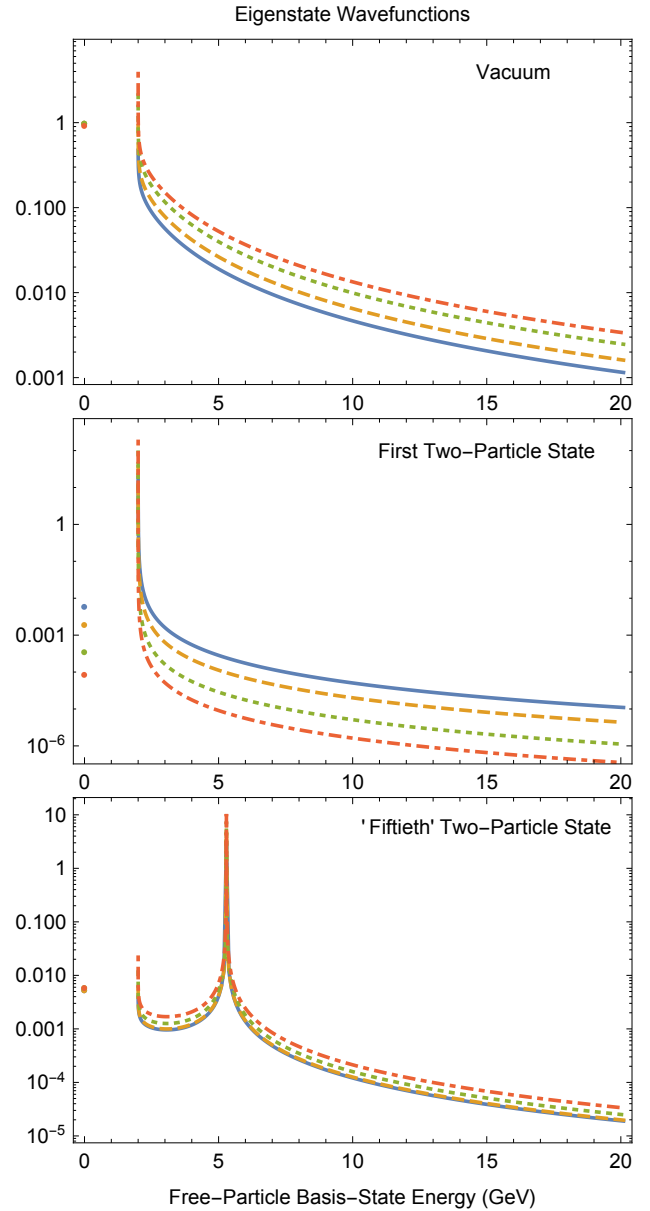 Eigenstate Wavefunctions
Vacuum
1
0.100
0.010
0.001
0 5 10 15 20
First Two−Particle State
1
0.001
10⁻⁶
0 5 10 15 20
'Fiftieth' Two−Particle State
10
1
0.100
0.010
0.001
10⁻⁴
10⁻⁵
0 5 10 15 20
Free−Particle Basis−State Energy (GeV)